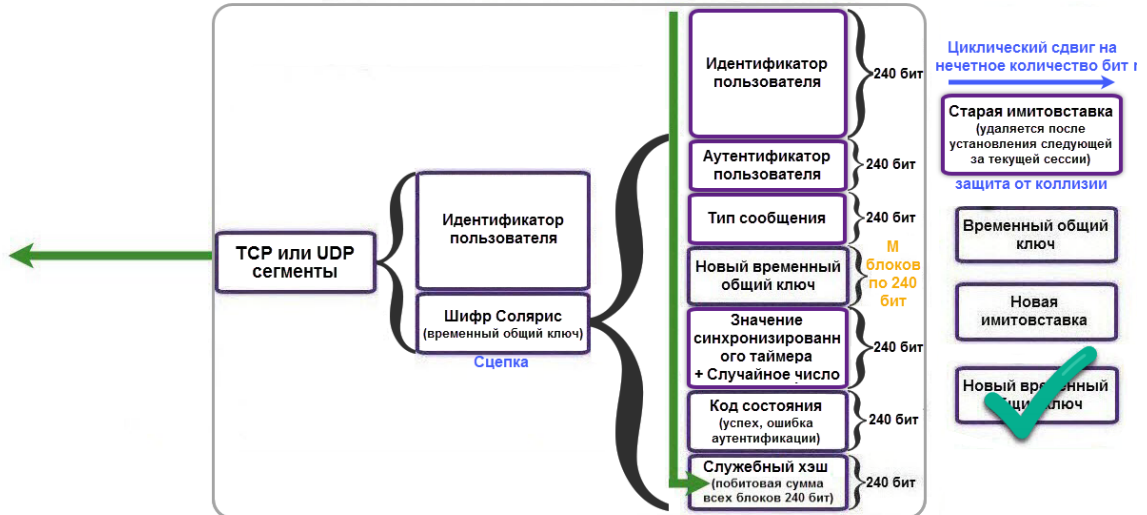 TCP или UDP
сегменты
Идентификатор
пользователя
Шифр Солярис
(временный общий ключ)
Сцепка
Идентификатор
пользователя
240 бит
Аутентификатор
пользователя
240 бит
Тип сообщения
240 бит
Новый временный
общий ключ
М
блоков
по 240
бит
Значение
синхронизированн
ого таймера
+ Случайное число
240 бит
Код состояния
(успех, ошибка
аутентификации)
240 бит
Служебный хэш
(побитовая сумма
всех блоков 240 бит)
240 бит
Циклический сдвиг на
нечетное количество бит
Старая имитовставка
(удаляется после
установления следующей
за текущей сессии)
защита от коллизии
Временный общий
ключ
Новая
имитовставка
Новый временный
общий ключ